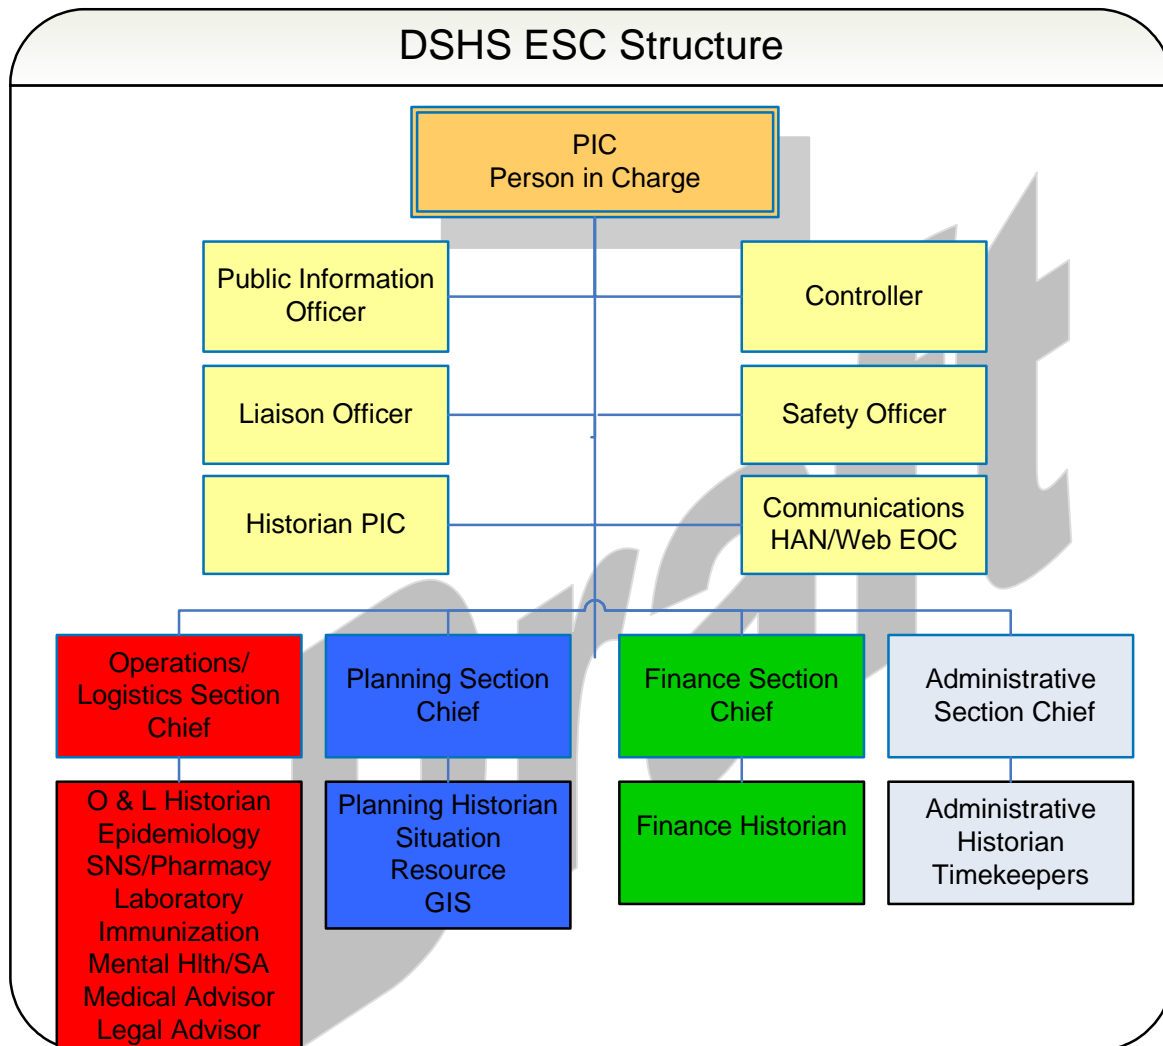 DSHS ESC Structure
PIC
Person in Charge
Public Information
Officer
Controller
Liaison Officer
Safety Officer
Historian PIC
Communications
HAN/Web EOC
Operations/
Logistics Section
Chief
Planning Section
Chief
Finance Section
Chief
Administrative
Section Chief
O & L Historian
Epidemiology
SNS/Pharmacy
Laboratory
Immunization
Mental Hlth/SA
Medical Advisor
Legal Advisor
Planning Historian
Situation
Resource
GIS
Finance Historian
Administrative
Historian
Timekeepers
Draft